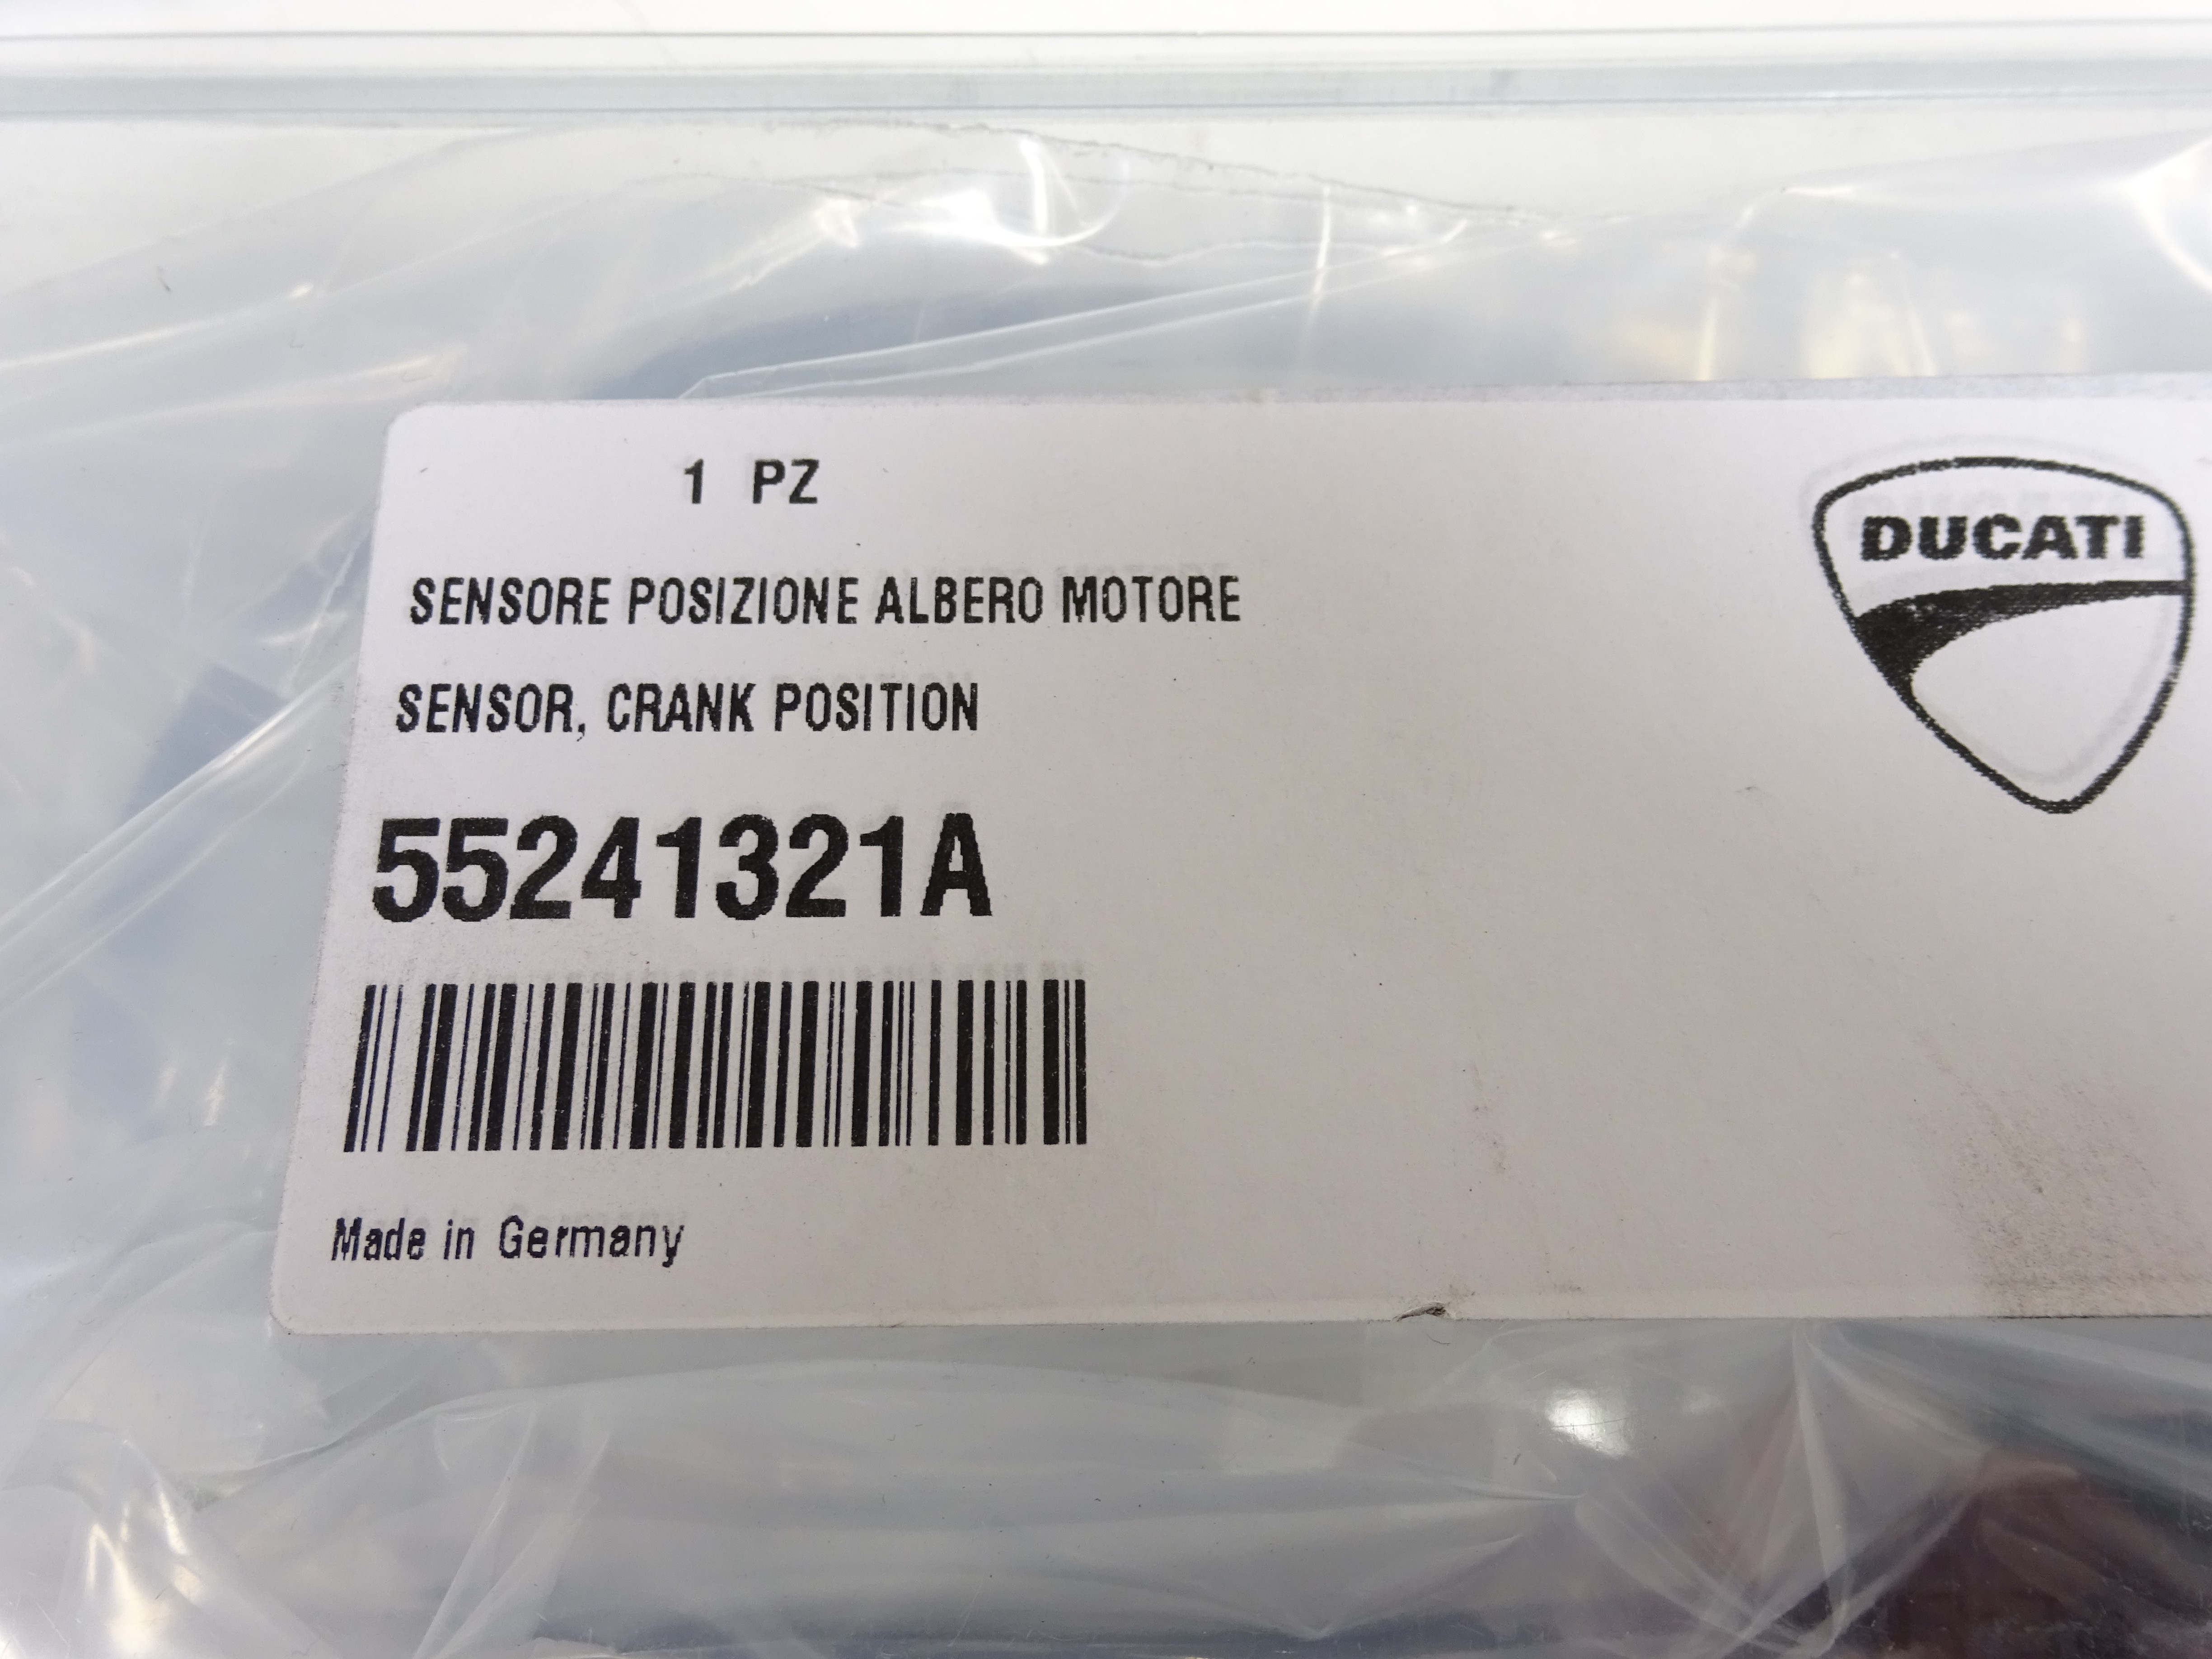 1 PZ
DUCATI
SENSORE POSIZIONE ALBERO MOTORE
SENSOR, CRANK POSITION
55241321A
Made in Germany